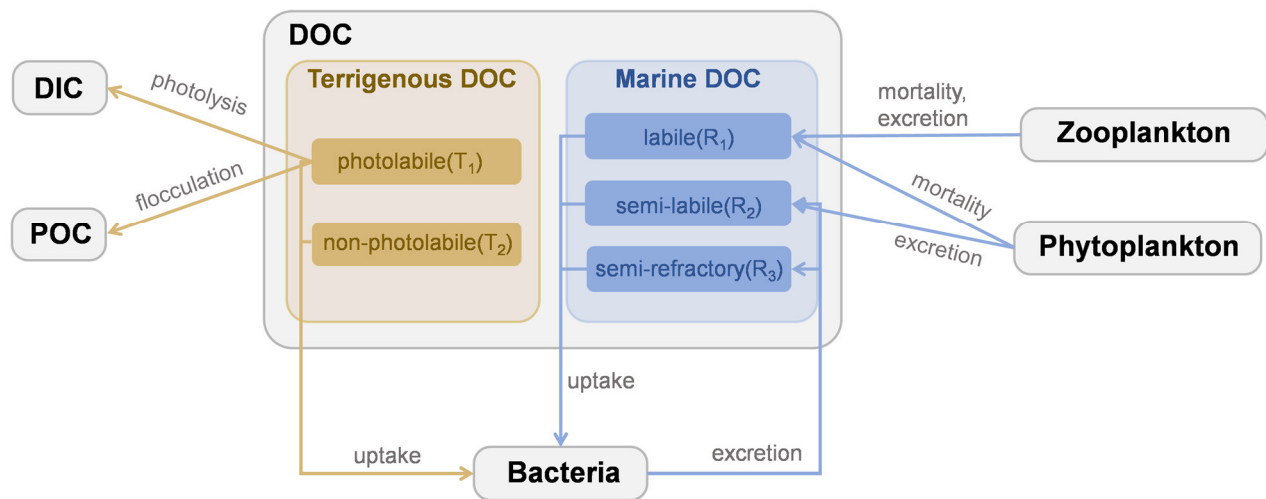 DOC
Terrigenous DOC
Marine DOC
DIC
photolysis
mortality,
excretion
Zooplankton
labile(R₁)
photolabile(T₁)
flocculation
mortality
semi-labile(R₂)
POC
non-photolabile(T₂)
excretion
Phytoplankton
semi-refractory(R₃)
uptake
uptake
Bacteria
excretion